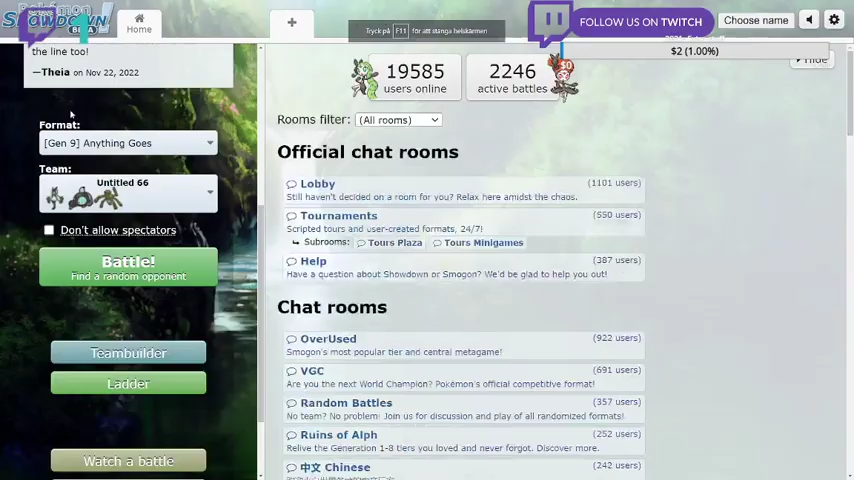 SHOWDOWN
BETA
Home
+
Tryck på F11 för att stänga helskärmen
FOLLOW US ON TWITCH
Choose name
$2 (1.00%)
$0
Hide
the line too!
—Theia on Nov 22, 2022
Format:
[Gen 9] Anything Goes
Team:
Untitled 66
Don't allow spectators
Battle!
Find a random opponent
Teambuilder
Ladder
Watch a battle
19585
users online
2246
active battles
Rooms filter: (All rooms)
Official chat rooms
Lobby (1101 users)
Still haven't decided on a room for you? Relax here amidst the chaos.
Tournaments (550 users)
Scripted tours and user-created formats, 24/7!
Subrooms: Tours Plaza Tours Minigames
Help (387 users)
Have a question about Showdown or Smogon? We'd be glad to help you out!
Chat rooms
OverUsed (922 users)
Smogon's most popular tier and central metagame!
VGC (691 users)
Are you the next World Champion? Pokémon's official competitive format!
Random Battles (357 users)
No team? No problem! Join us for discussion and play of all randomized formats!
Ruins of Alph (252 users)
Relive the Generation 1-8 tiers you loved and never forgot. Discover more.
中文 Chinese (242 users)